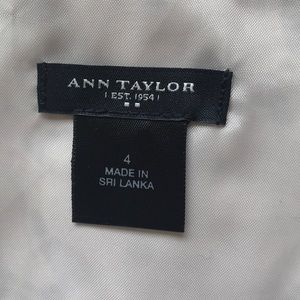 ANN TAYLOR
| EST. 1954 |
4
MADE IN
SRI LANKA